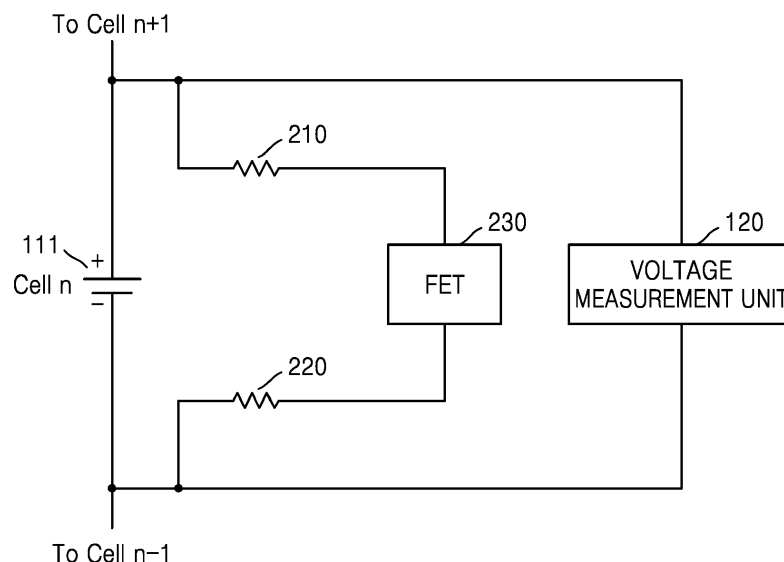 To Cell n+1
210
111
+
Cell n
−
230
FET
120
VOLTAGE
MEASUREMENT UNIT
220
To Cell n−1